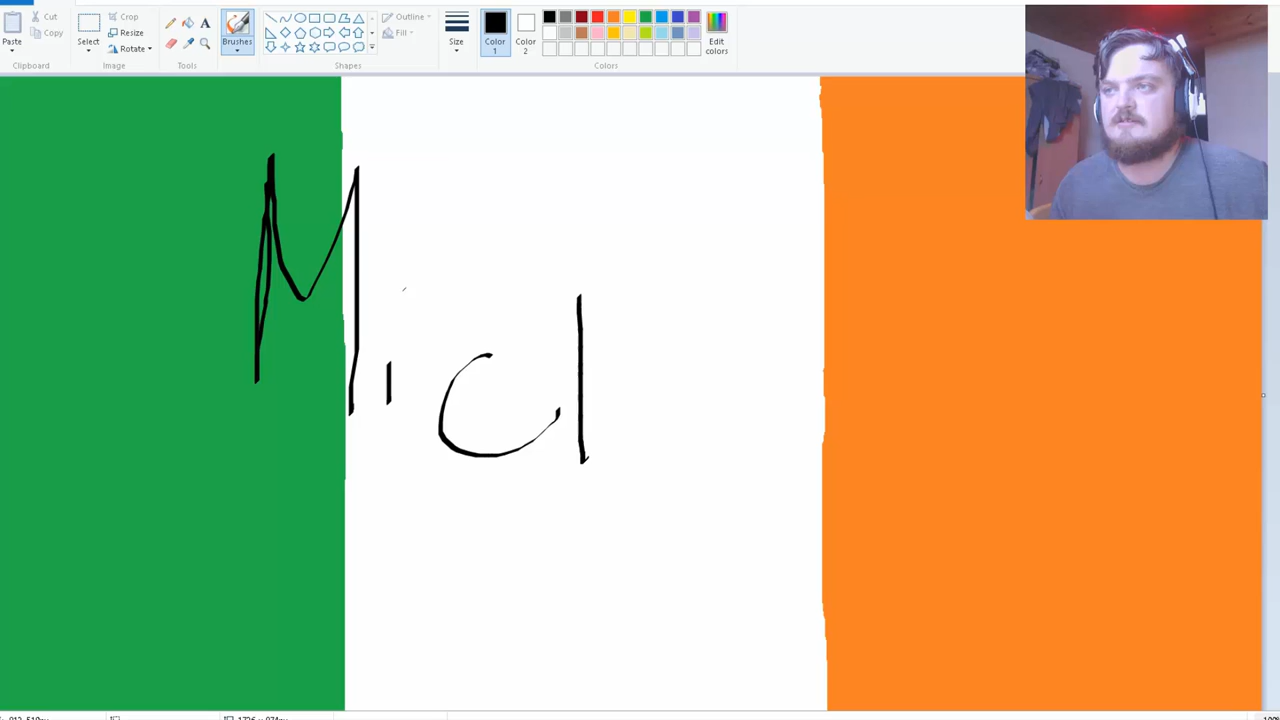 Paste
Cut
Copy
Clipboard
Select
Crop
Resize
Rotate
Image
Tools
Brushes
Shapes
Outline
Fill
Size
Color 1
Color 2
Edit colors
Colors
Micl